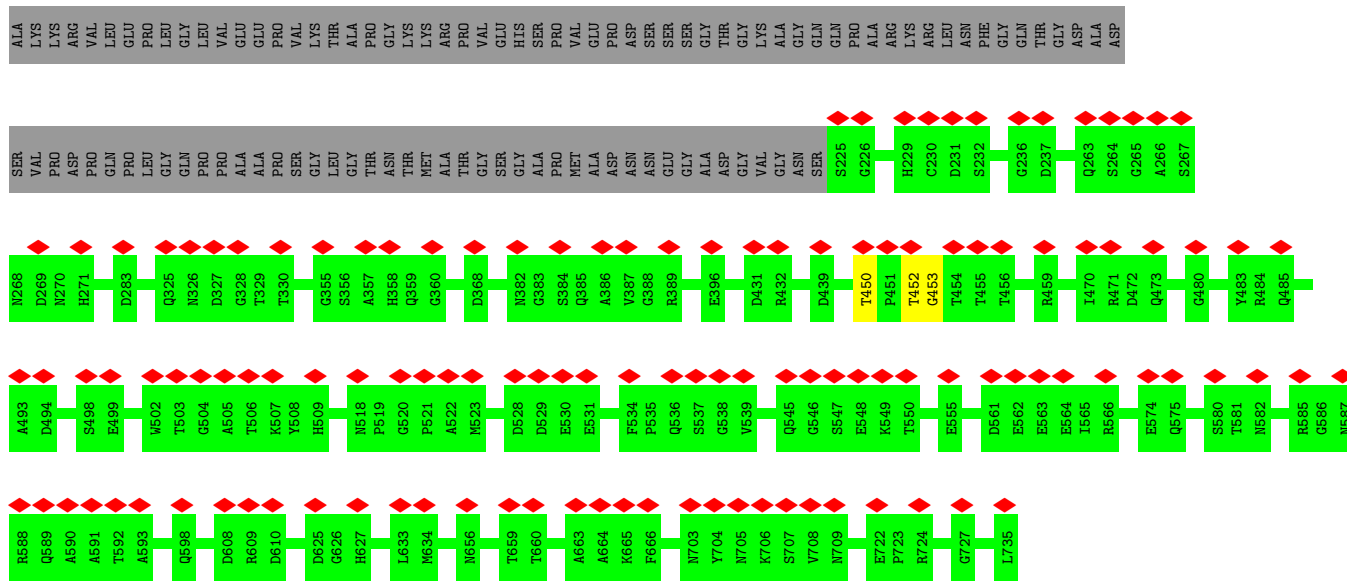 ALA LYS LYS ARG VAL LEU GLU PRO LEU GLY LEU VAL GLU GLU PRO VAL LYS THR ALA PRO GLY LYS LYS ARG PRO VAL GLU HIS SER PRO VAL GLU PRO ASP SER SER SER GLY THR GLY LYS ALA GLY GLN GLN PRO ALA ARG LYS ARG LEU ASN PHE GLY GLN THR GLY ASP ALA ASP
SER VAL PRO ASP PRO GLN PRO LEU GLY GLN PRO PRO ALA ALA PRO SER GLY LEU GLY THR ASN THR MET ALA THR GLY SER GLY ALA PRO MET ALA ASP ASN ASN GLU GLY ALA ASP GLY VAL GLY ASN SER S225 G226 H229 C230 D231 S232 G236 D237 Q263 S264 G265 A266 S267
N268 D269 N270 H271 D283 Q325 N326 D327 G328 T329 T330 G355 S356 A357 H358 Q359 G360 D368 N382 G383 S384 Q385 A386 V387 G388 R389 E396 D431 R432 D439 T450 P451 T452 G453 T454 T455 T456 R459 I470 R471 D472 Q473 G480 Y483 R484 Q485
A493 D494 S498 E499 W502 T503 G504 A505 T506 K507 Y508 H509 N518 P519 G520 P521 A522 M523 D528 D529 E530 E531 F534 P535 Q536 S537 G538 V539 Q545 G546 S547 E548 K549 T550 E555 D561 E562 E563 E564 I565 R566 E574 Q575 S580 T581 N582 R585 G586 N587
R588 Q589 A590 A591 T592 A593 Q598 D608 R609 D610 D625 G626 H627 L633 M634 N656 T659 T660 A663 A664 K665 F666 N703 Y704 N705 K706 S707 V708 N709 E722 P723 R724 G727 L735